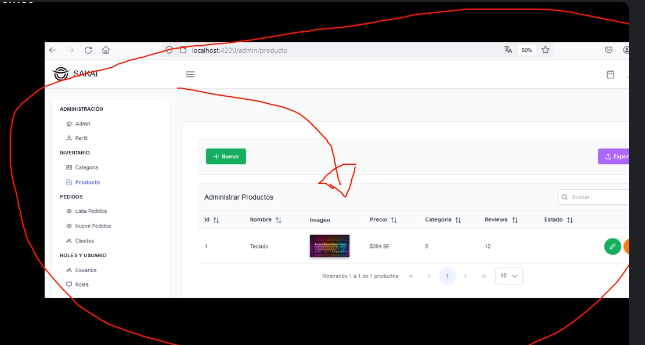 localhost:4200/admin/producto
80%
SAKAI
ADMINISTRACIÓN
Admin
Perfil
INVENTARIO
Categoria
Producto
PEDIDOS
Lista Pedidos
Nuevo Pedidos
Clientes
ROLES Y USUARIO
Usuarios
Roles
+ Nuevo
Expor
Administrar Productos
Buscar...
Id Nombre Imagen Precio Categoria Reviews Estado
1 Teclado $394.95 5 12
Mostrando 1 a 1 de 1 productos
1
10